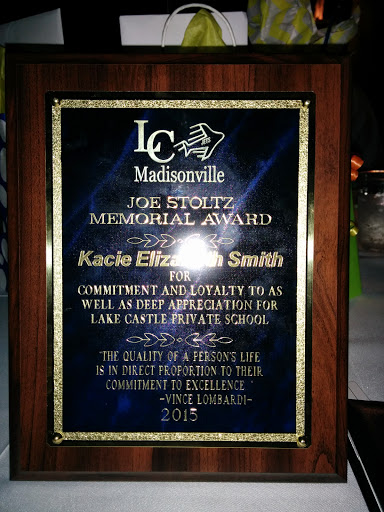 LC
Madisonville
JOE STOLTZ
MEMORIAL AWARD
Kacie Elizabeth Smith
FOR
COMMITMENT AND LOYALTY TO AS
WELL AS DEEP APPRECIATION FOR
LAKE CASTLE PRIVATE SCHOOL
"THE QUALITY OF A PERSON'S LIFE
IS IN DIRECT PROPORTION TO THEIR
COMMITMENT TO EXCELLENCE"
-VINCE LOMBARDI-
2015